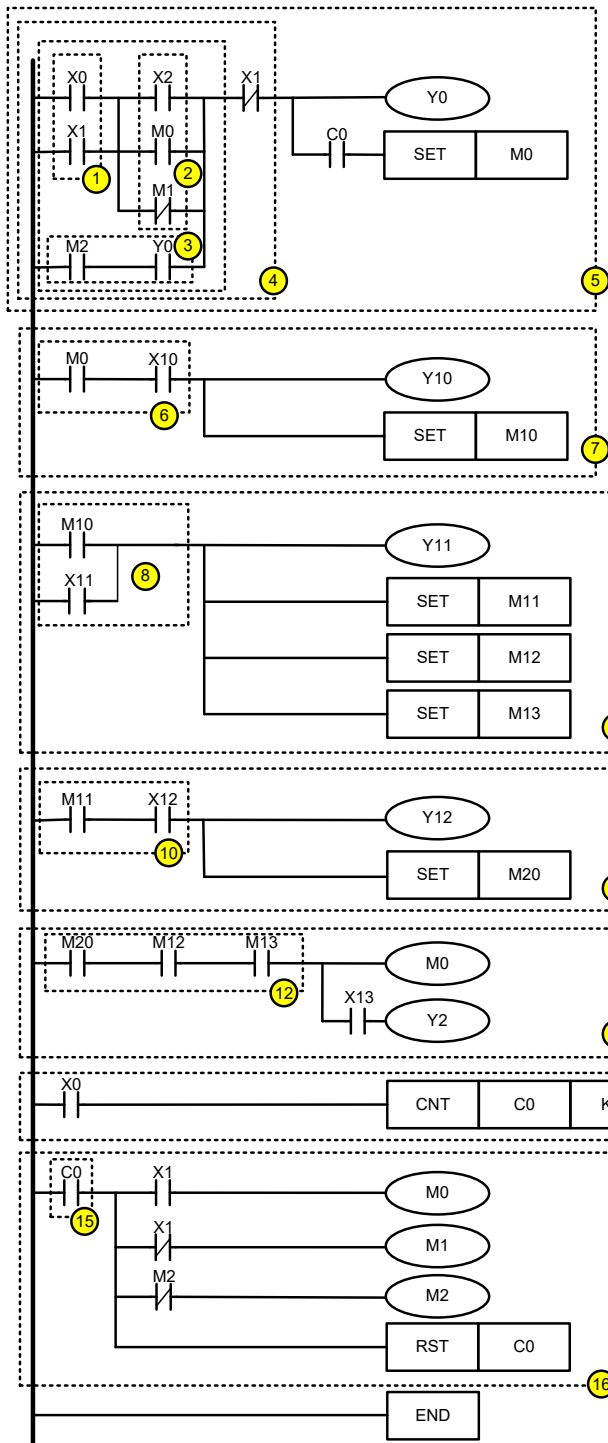 X0 X2 X1
Y0
X1 M0 C0
SET M0
1 2
M1
3
M2 Y0
4 5
M0 X10
Y10
6
SET M10
7
M10
Y11
8
X11
SET M11
SET M12
SET M13
M11 X12
Y12
10
SET M20
M20 M12 M13
M0
12
X13
Y2
X0
CNT C0 K
C0 X1
M0
15
X1
M1
M2
M2
RST C0
16
END